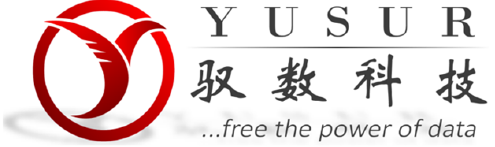 YUSUR
驭数科技
...free the power of data